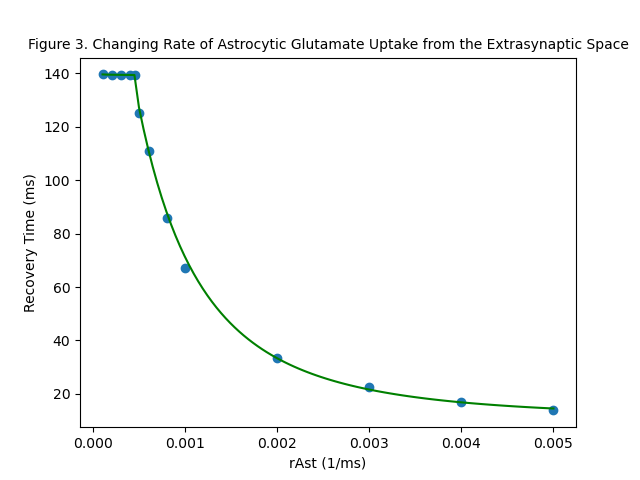 Figure 3. Changing Rate of Astrocytic Glutamate Uptake from the Extrasynaptic Space
140
120
100
80
60
40
20
Recovery Time (ms)
0.000 0.001 0.002 0.003 0.004 0.005
rAst (1/ms)